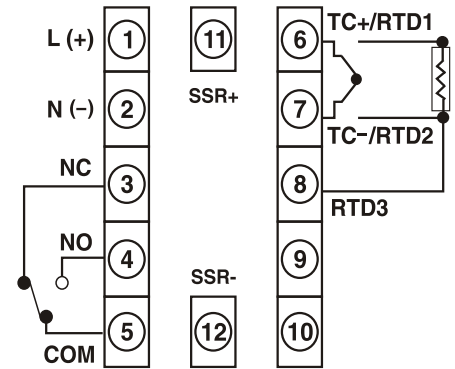 L (+)
1
11
6
TC+/RTD1
SSR+
N (−)
2
7
TC−/RTD2
NC
3
8
RTD3
NO
4
9
SSR-
5
12
10
COM